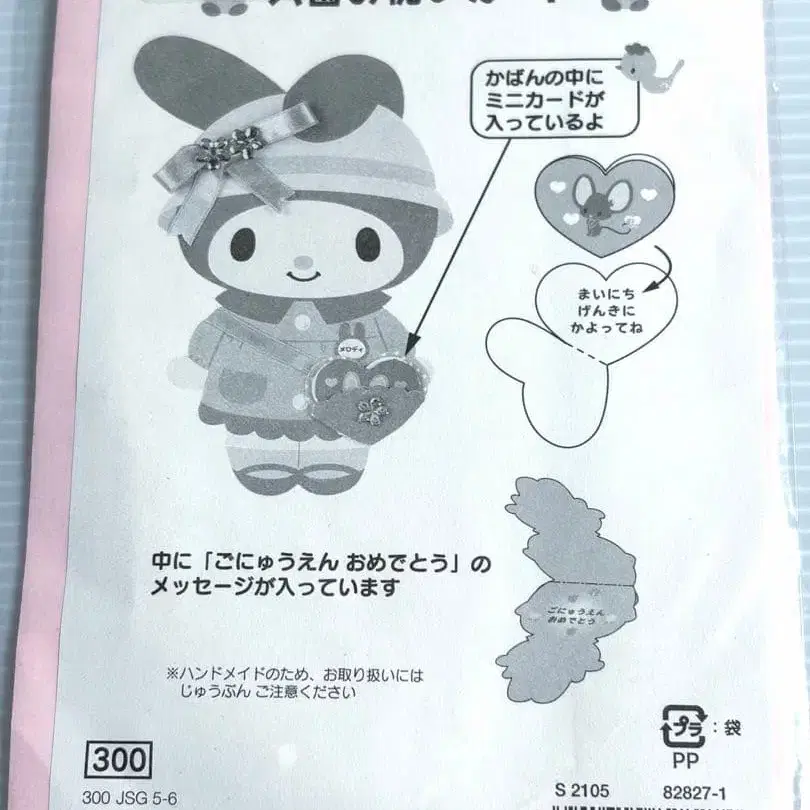 かばんの中に
ミニカードが
入っているよ
まいにち
げんきに
かよってね
メロディ
中に「ごにゅうえん おめでとう」の
メッセージが入っています
ごにゅうえん
おめでとう
※ハンドメイドのため、お取り扱いには
じゅうぶん ご注意ください
プラ:袋
PP
300
300 JSG 5-6
S 2105 82827-1